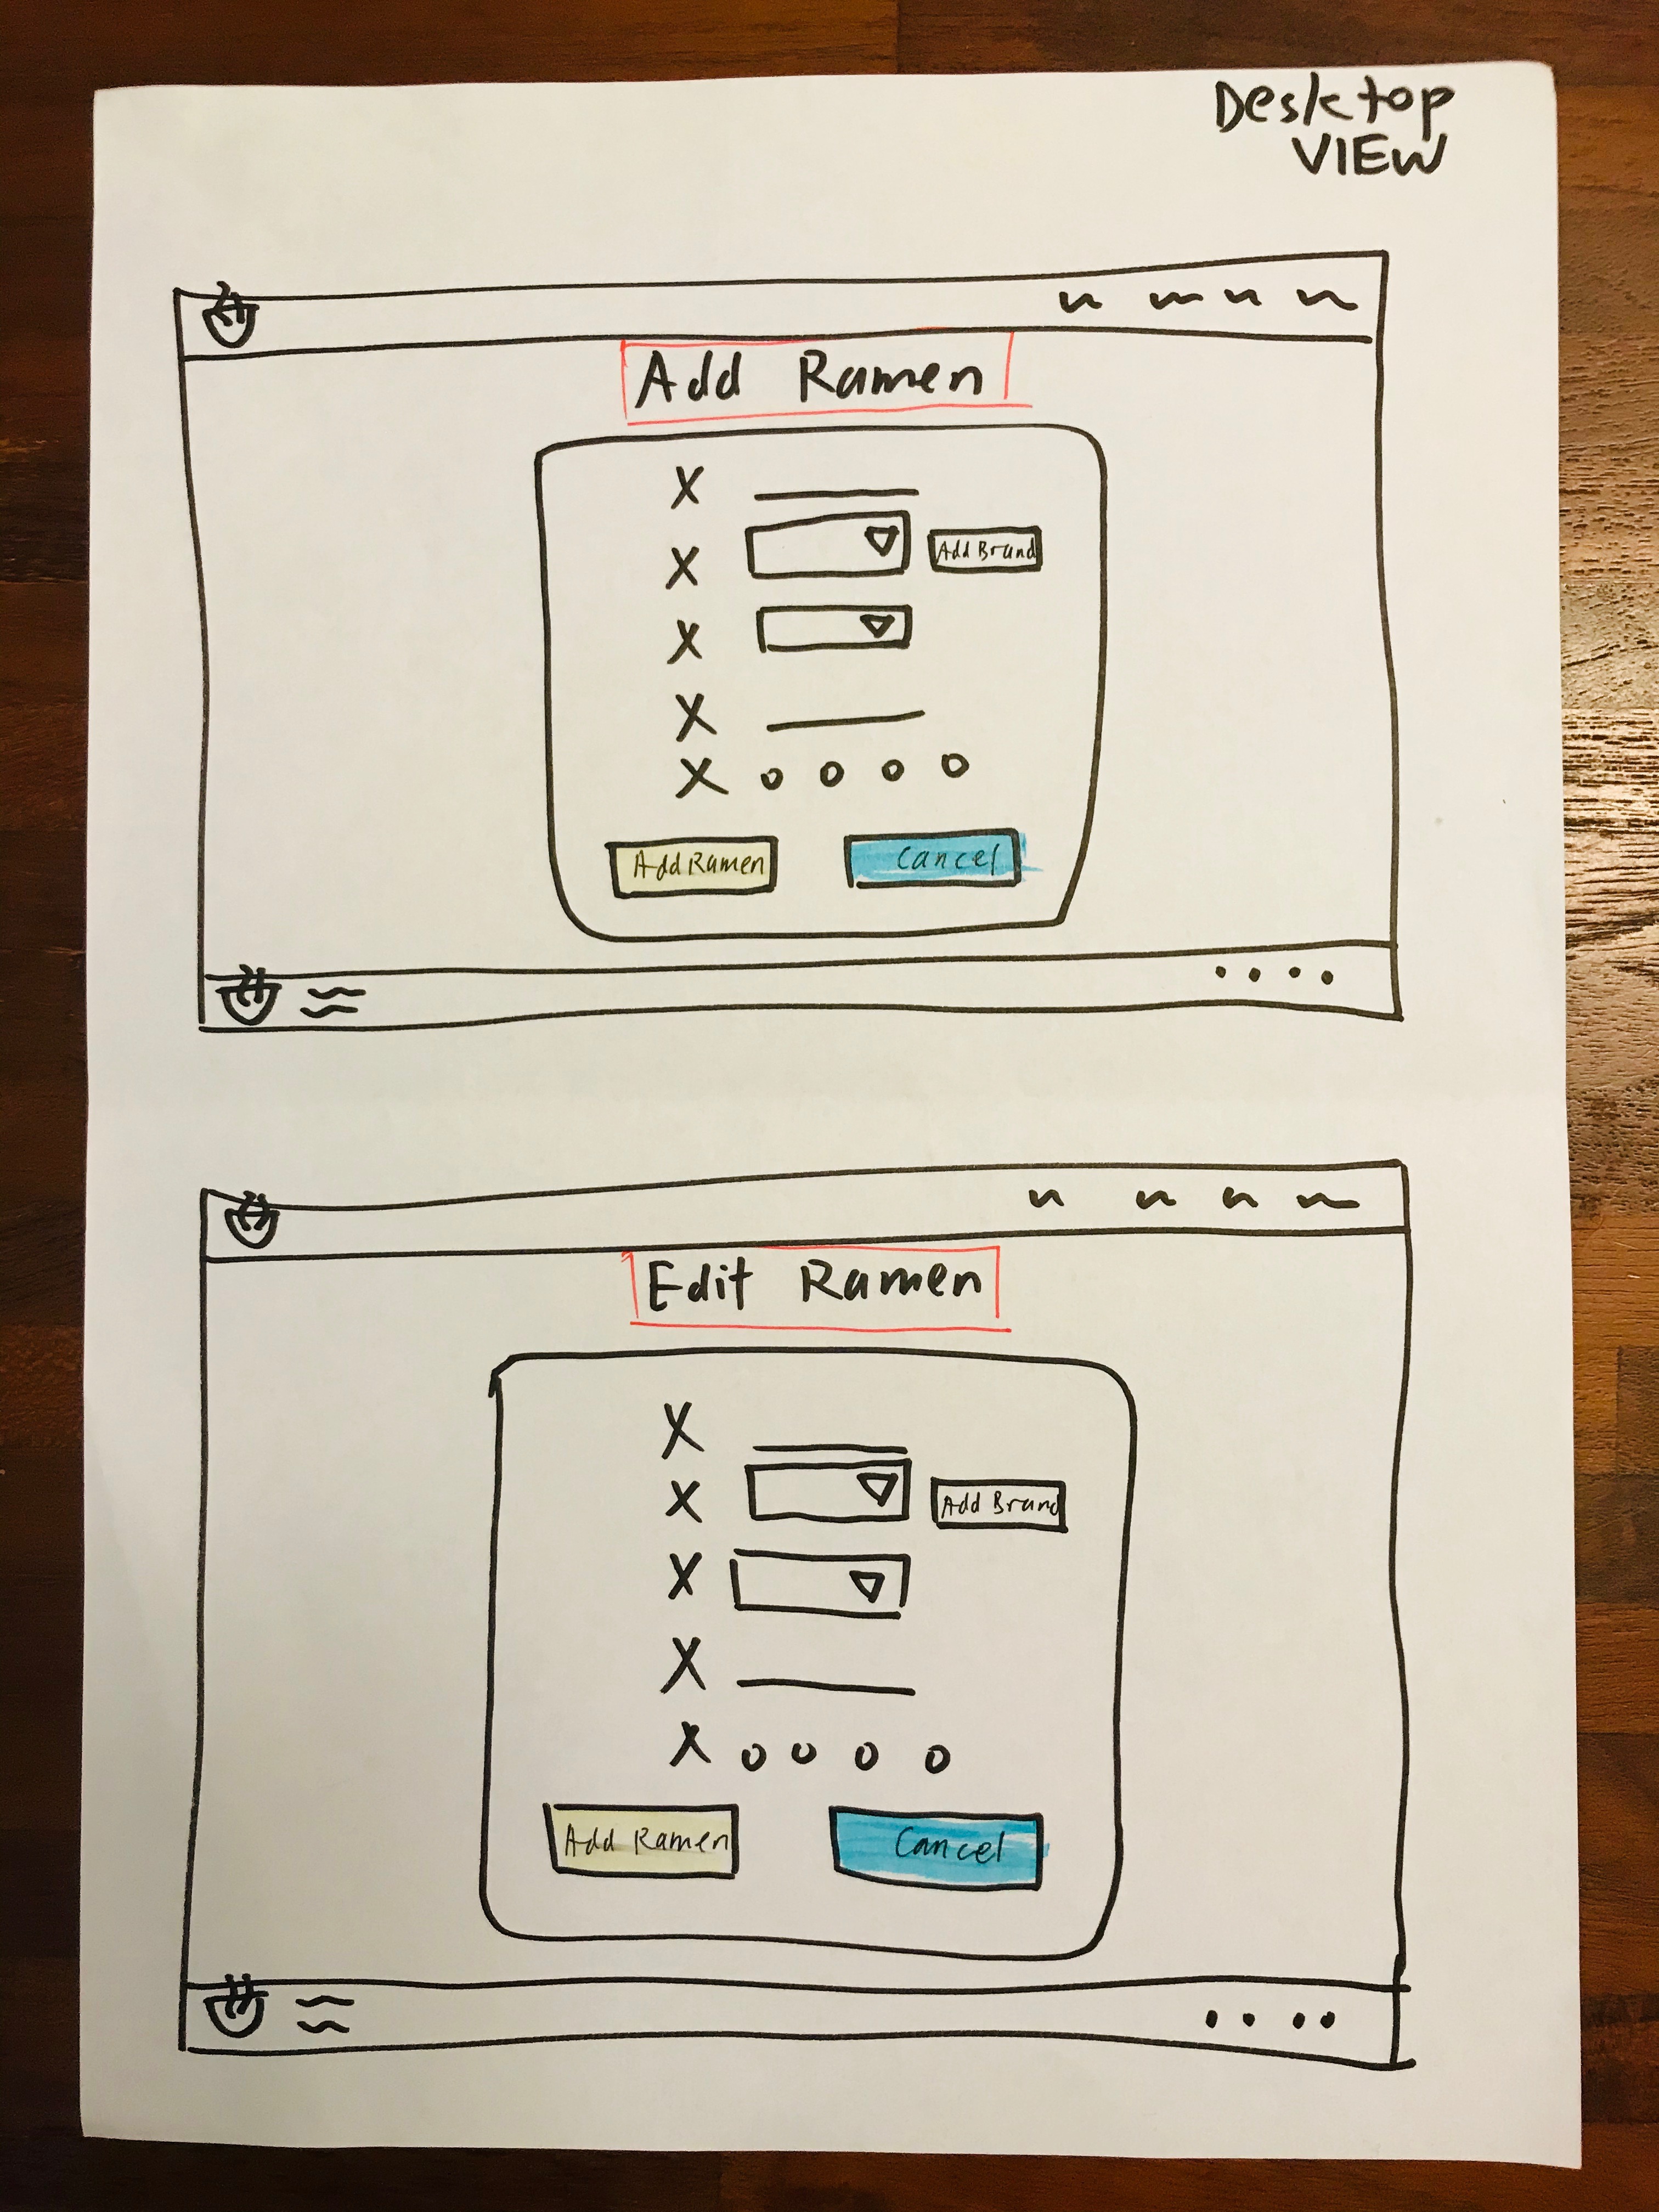 Desktop
VIEW
Add Ramen
X
X
Add Brand
X
X
X
Add Ramen
Cancel
Edit Ramen
X
X
Add Brand
X
X
X
Add Ramen
Cancel